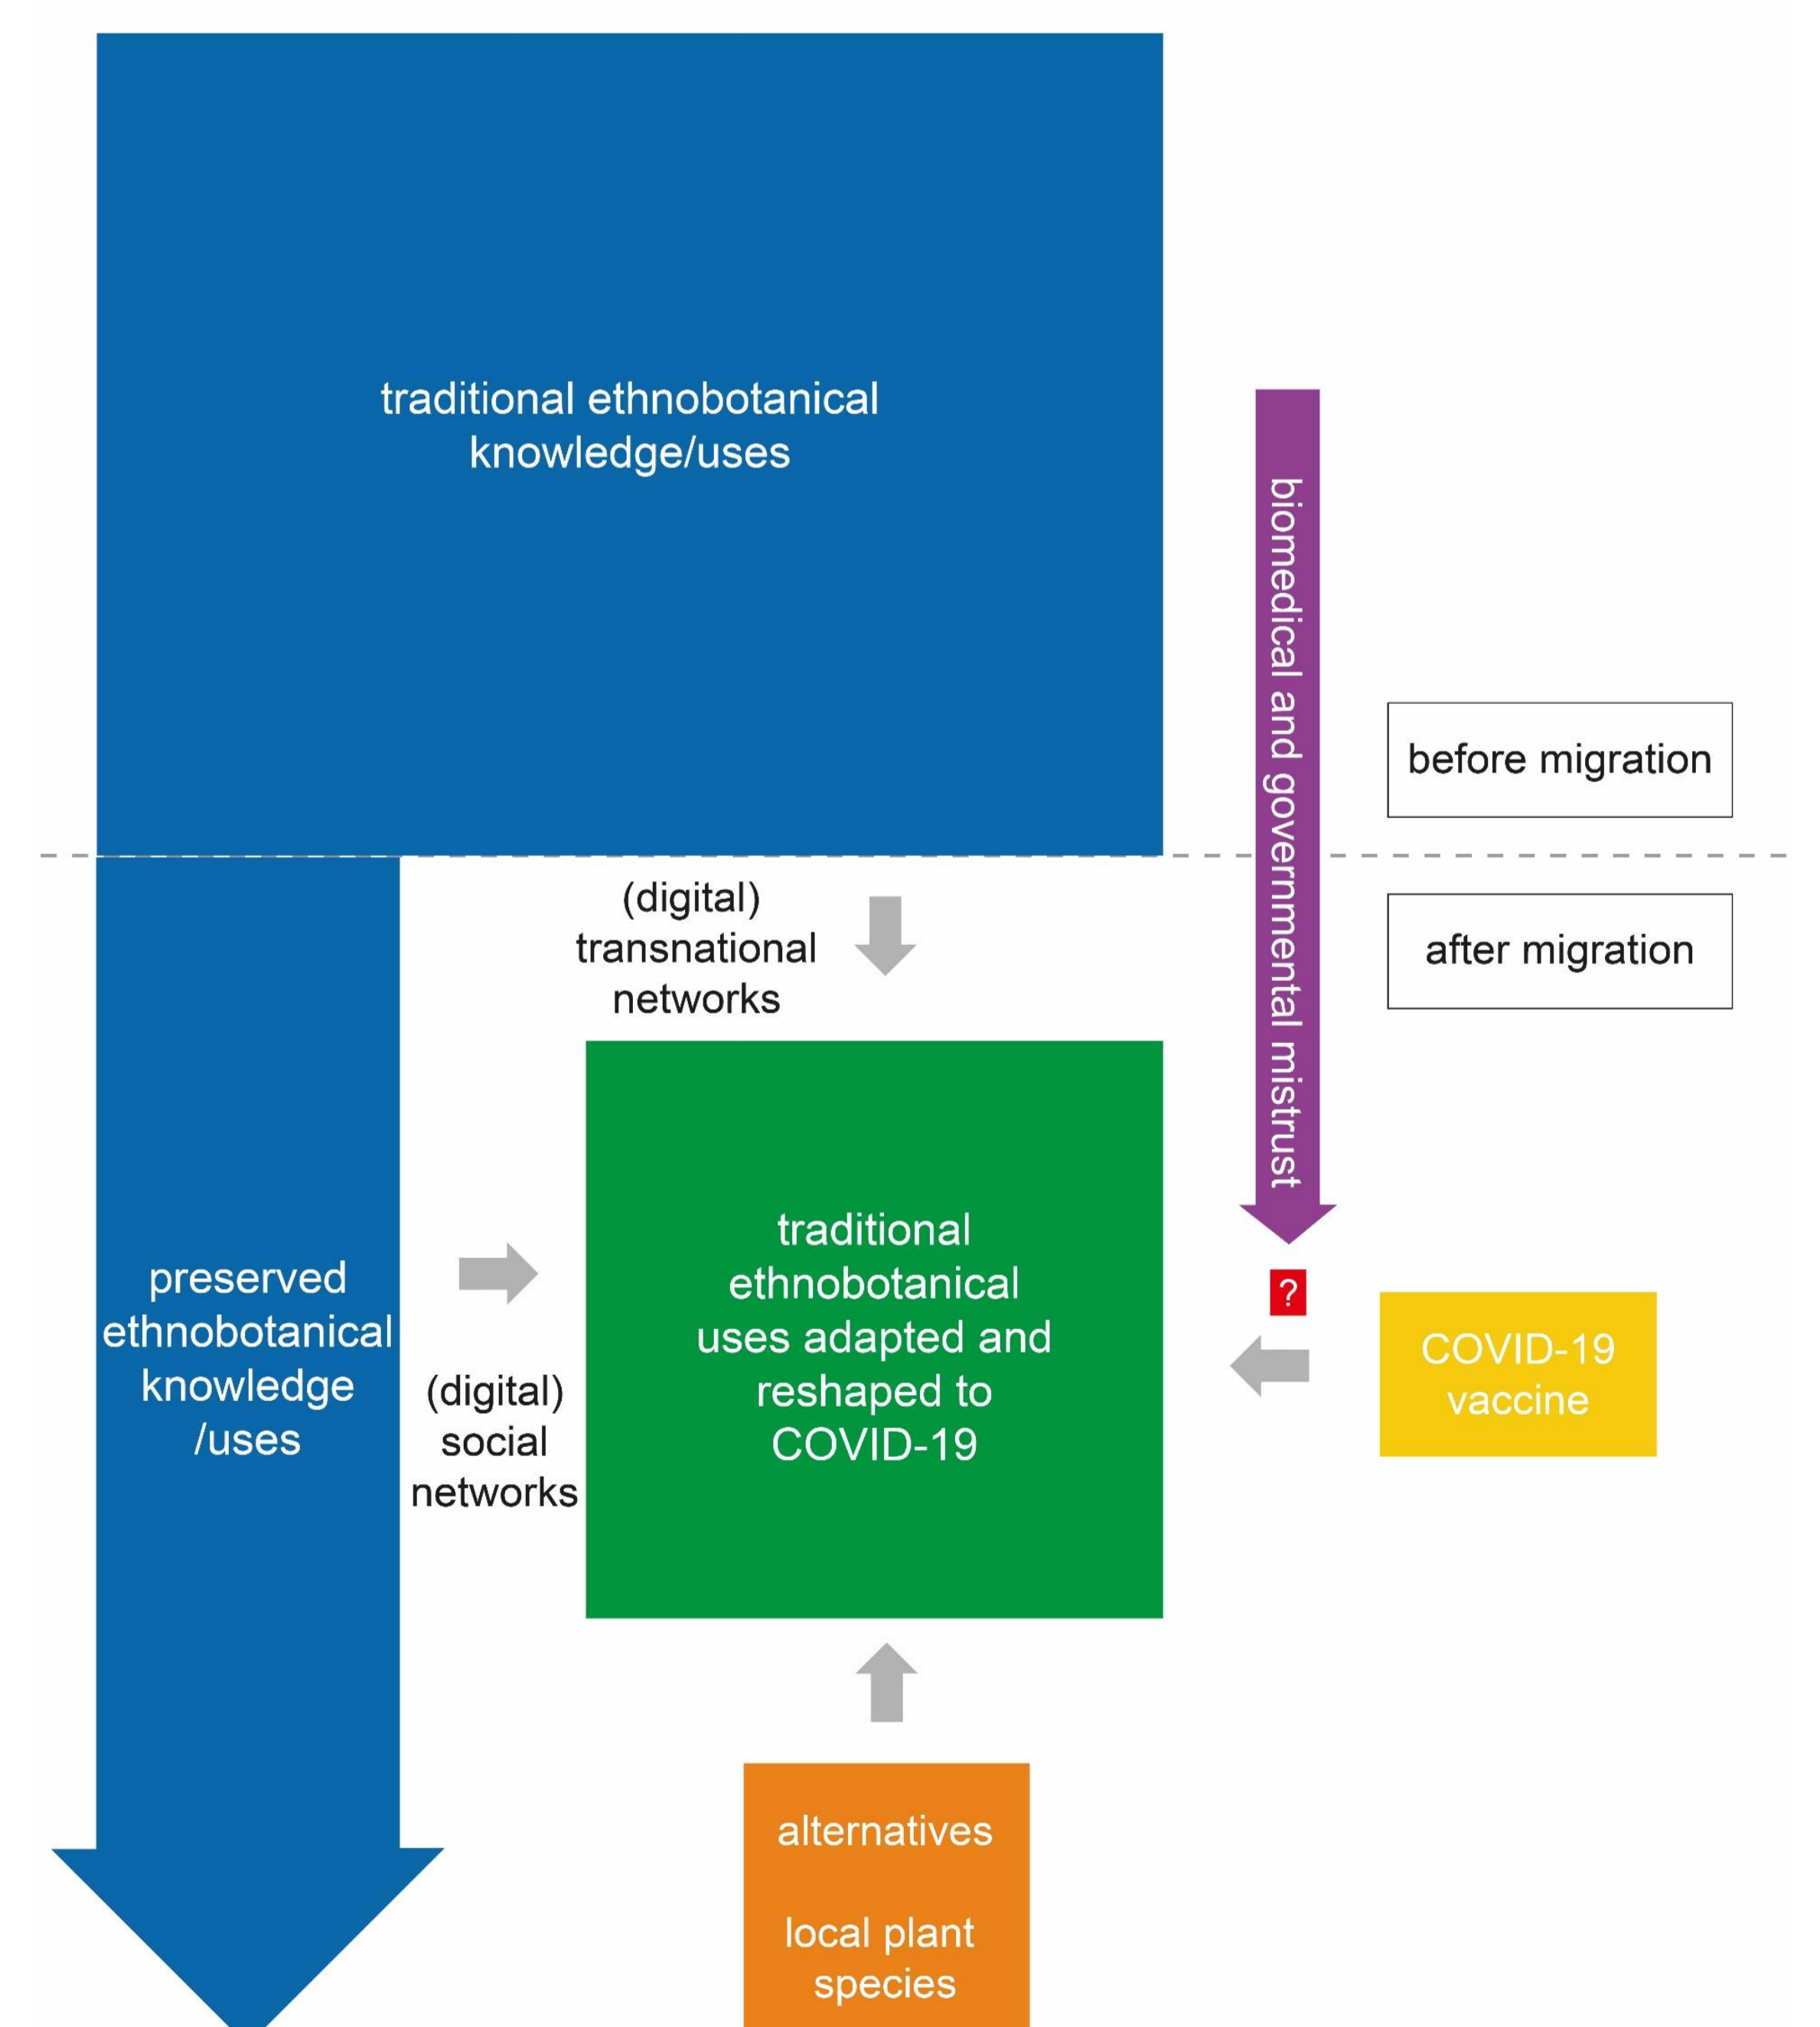 traditional ethnobotanical
knowledge/uses
biomedical and governmental mistrust
before migration
after migration
(digital)
transnational
networks
preserved
ethnobotanical
knowledge
/uses
(digital)
social
networks
traditional
ethnobotanical
uses adapted and
reshaped to
COVID-19
?
COVID-19
vaccine
alternatives
local plant
species